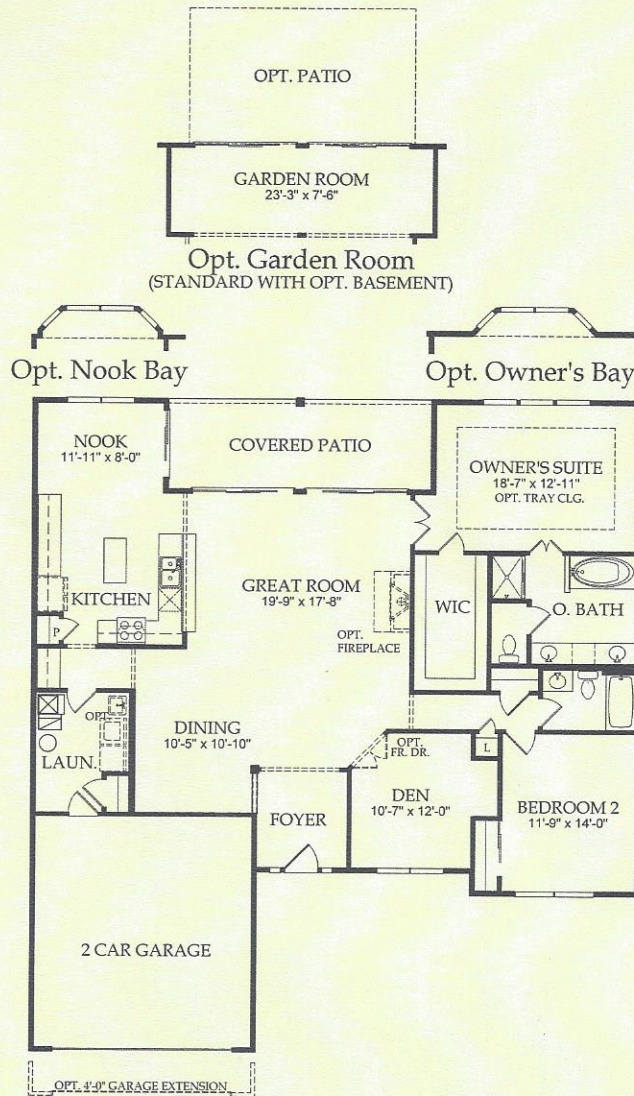 OPT. PATIO
GARDEN ROOM
23'-3" x 7'-6"
Opt. Garden Room
(STANDARD WITH OPT. BASEMENT)
Opt. Nook Bay
Opt. Owner's Bay
NOOK
11'-11" x 8'-0"
COVERED PATIO
OWNER'S SUITE
18'-7" x 12'-11"
OPT. TRAY CLG.
KITCHEN
P
GREAT ROOM
19'-9" x 17'-8"
OPT.
FIREPLACE
WIC
O. BATH
OPT.
LAUN.
DINING
10'-5" x 10'-10"
OPT.
FR. DR.
L
FOYER
DEN
10'-7" x 12'-0"
BEDROOM 2
11'-9" x 14'-0"
2 CAR GARAGE
OPT. 4'-0" GARAGE EXTENSION